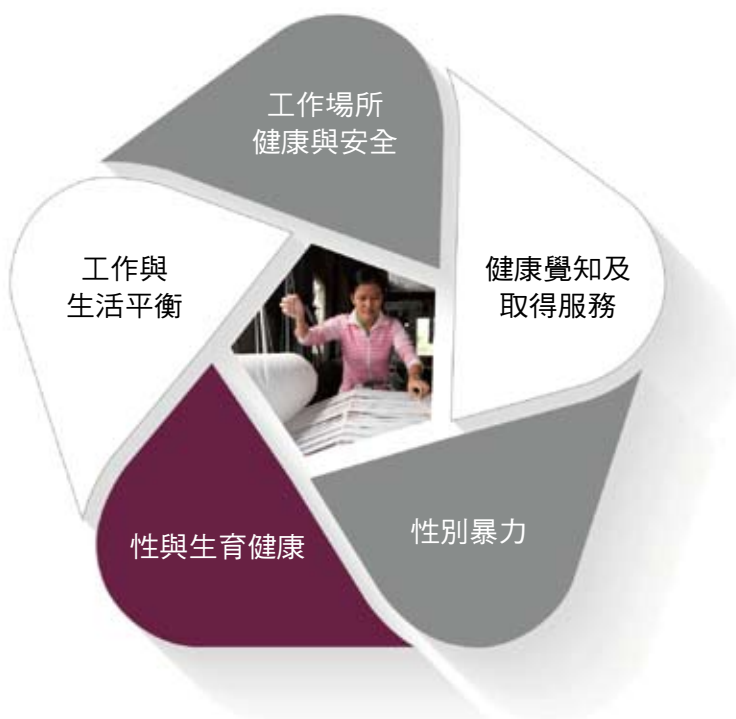 工作場所
健康與安全
健康覺知及
取得服務
性別暴力
性與生育健康
工作與
生活平衡